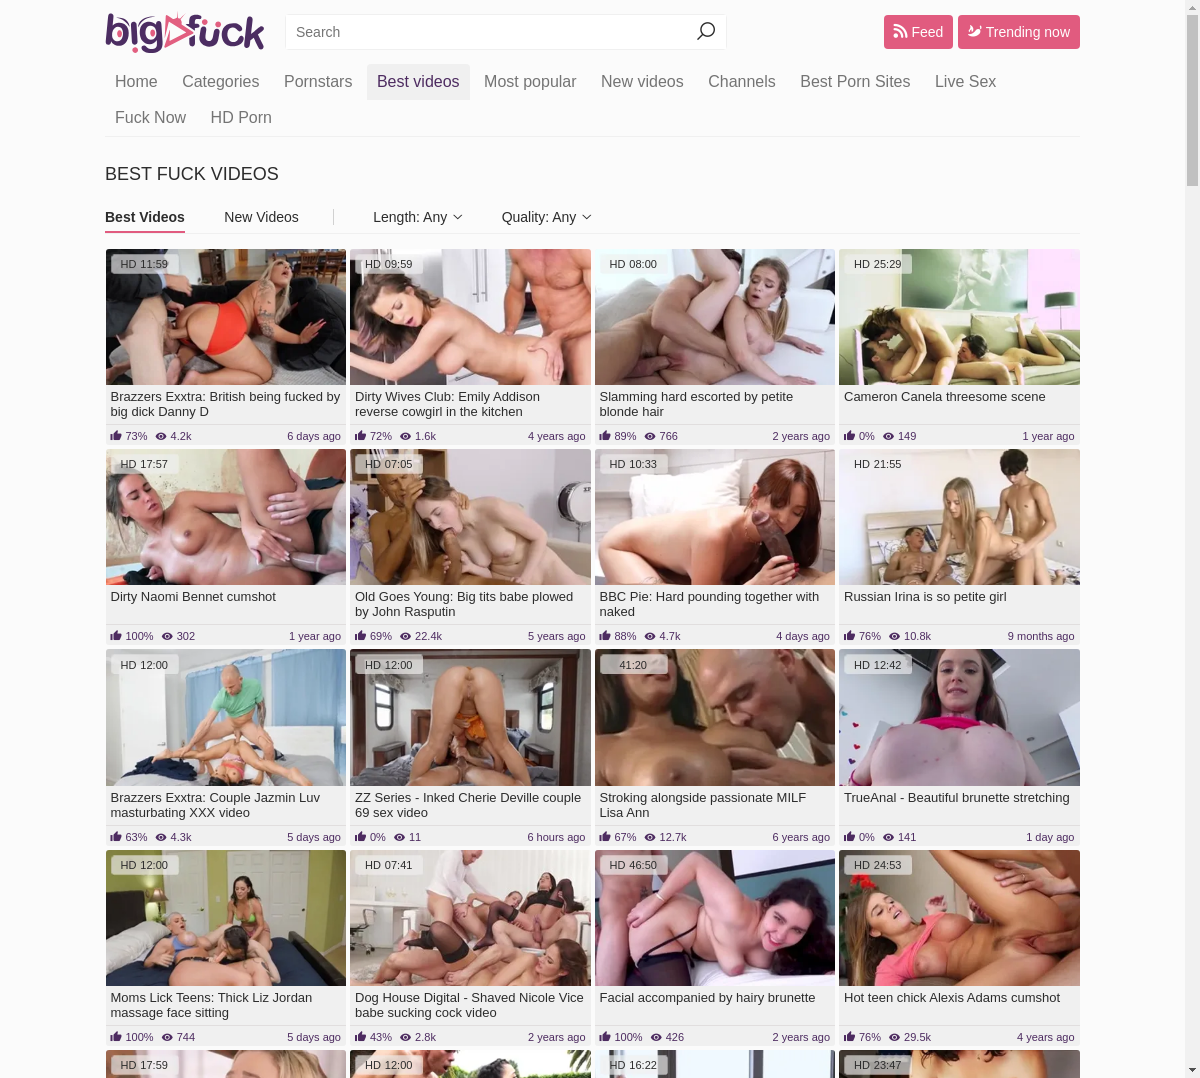 bigfuck
Search
Feed
Trending now
Home Categories Pornstars Best videos Most popular New videos Channels Best Porn Sites Live Sex
Fuck Now HD Porn
BEST FUCK VIDEOS
Best Videos New Videos Length: Any Quality: Any
HD 11:59 HD 09:59 HD 08:00 HD 25:29
Brazzers Exxtra: British being fucked by
big dick Danny D
73% 4.2k 6 days ago
Dirty Wives Club: Emily Addison
reverse cowgirl in the kitchen
72% 1.6k 4 years ago
Slamming hard escorted by petite
blonde hair
89% 766 2 years ago
Cameron Canela threesome scene
0% 149 1 year ago
HD 17:57 HD 07:05 HD 10:33 HD 21:55
Dirty Naomi Bennet cumshot
100% 302 1 year ago
Old Goes Young: Big tits babe plowed
by John Rasputin
69% 22.4k 5 years ago
BBC Pie: Hard pounding together with
naked
88% 4.7k 4 days ago
Russian Irina is so petite girl
76% 10.8k 9 months ago
HD 12:00 HD 12:00 41:20 HD 12:42
Brazzers Exxtra: Couple Jazmin Luv
masturbating XXX video
63% 4.3k 5 days ago
ZZ Series - Inked Cherie Deville couple
69 sex video
0% 11 6 hours ago
Stroking alongside passionate MILF
Lisa Ann
67% 12.7k 6 years ago
TrueAnal - Beautiful brunette stretching
0% 141 1 day ago
HD 12:00 HD 07:41 HD 46:50 HD 24:53
Moms Lick Teens: Thick Liz Jordan
massage face sitting
100% 744 5 days ago
Dog House Digital - Shaved Nicole Vice
babe sucking cock video
43% 2.8k 2 years ago
Facial accompanied by hairy brunette
100% 426 2 years ago
Hot teen chick Alexis Adams cumshot
76% 29.5k 4 years ago
HD 17:59 HD 12:00 HD 16:22 HD 23:47